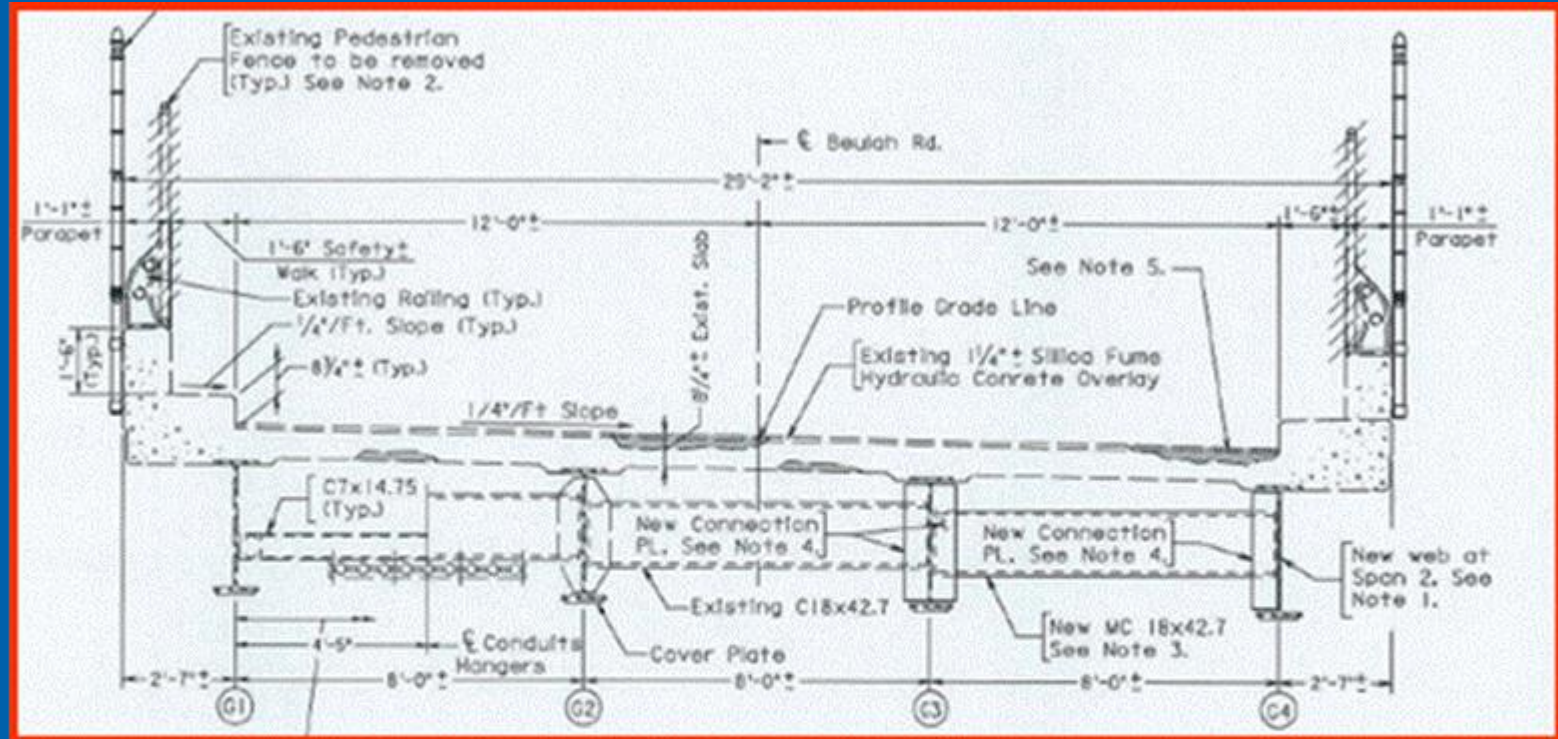 Existing Pedestrian
Fence to be removed
(Typ.) See Note 2.
℄ Beulah Rd.
29'-2"±
1'-1"±
Parapet
12'-0"±
12'-0"±
1'-6"±
1'-1"±
Parapet
1'-6" Safety±
Walk (Typ.)
Existing Railing (Typ.)
1/4"/Ft. Slope (Typ.)
1'-6"
(Typ.)
8 3/4"± (Typ.)
8 1/4"± Exist. Slab
See Note 5.
Profile Grade Line
Existing 1 1/4"± Silica Fume
Hydraulic Conrete Overlay
1/4"/Ft Slope
C7x14.75
(Typ.)
New Connection
PL. See Note 4.
New Connection
PL. See Note 4.
New web at
Span 2. See
Note 1.
Existing C18x42.7
New MC 18x42.7
See Note 3.
4'-5"
℄ Conduits
Hangers
Cover Plate
2'-7"±
8'-0"±
8'-0"±
8'-0"±
2'-7"±
G1
G2
G3
G4